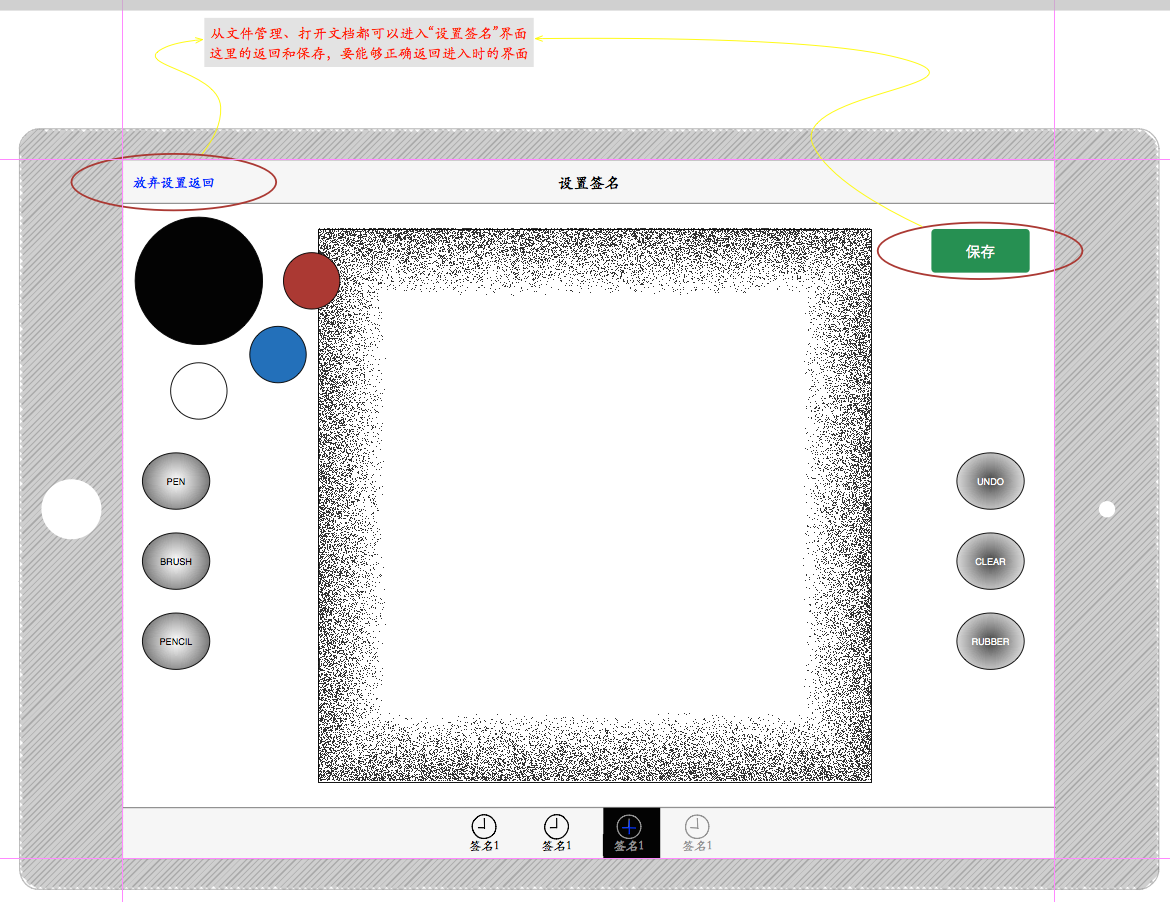 从文件管理、打开文档都可以进入“设置签名”界面
这里的返回和保存，要能够正确返回进入时的界面
放弃设置返回
设置签名
保存
PEN
UNDO
BRUSH
CLEAR
PENCIL
RUBBER
签名1
签名1
签名1
签名1